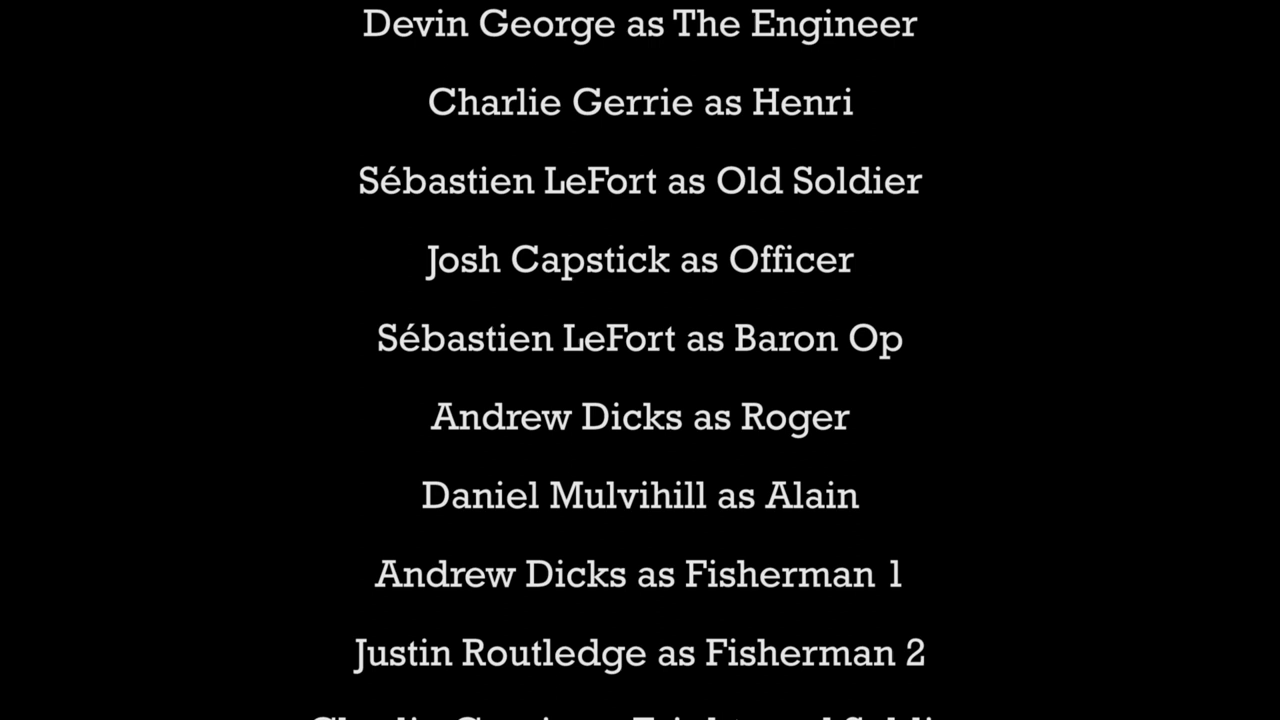 Devin George as The Engineer
Charlie Gerrie as Henri
Sébastien LeFort as Old Soldier
Josh Capstick as Officer
Sébastien LeFort as Baron Op
Andrew Dicks as Roger
Daniel Mulvihill as Alain
Andrew Dicks as Fisherman 1
Justin Routledge as Fisherman 2